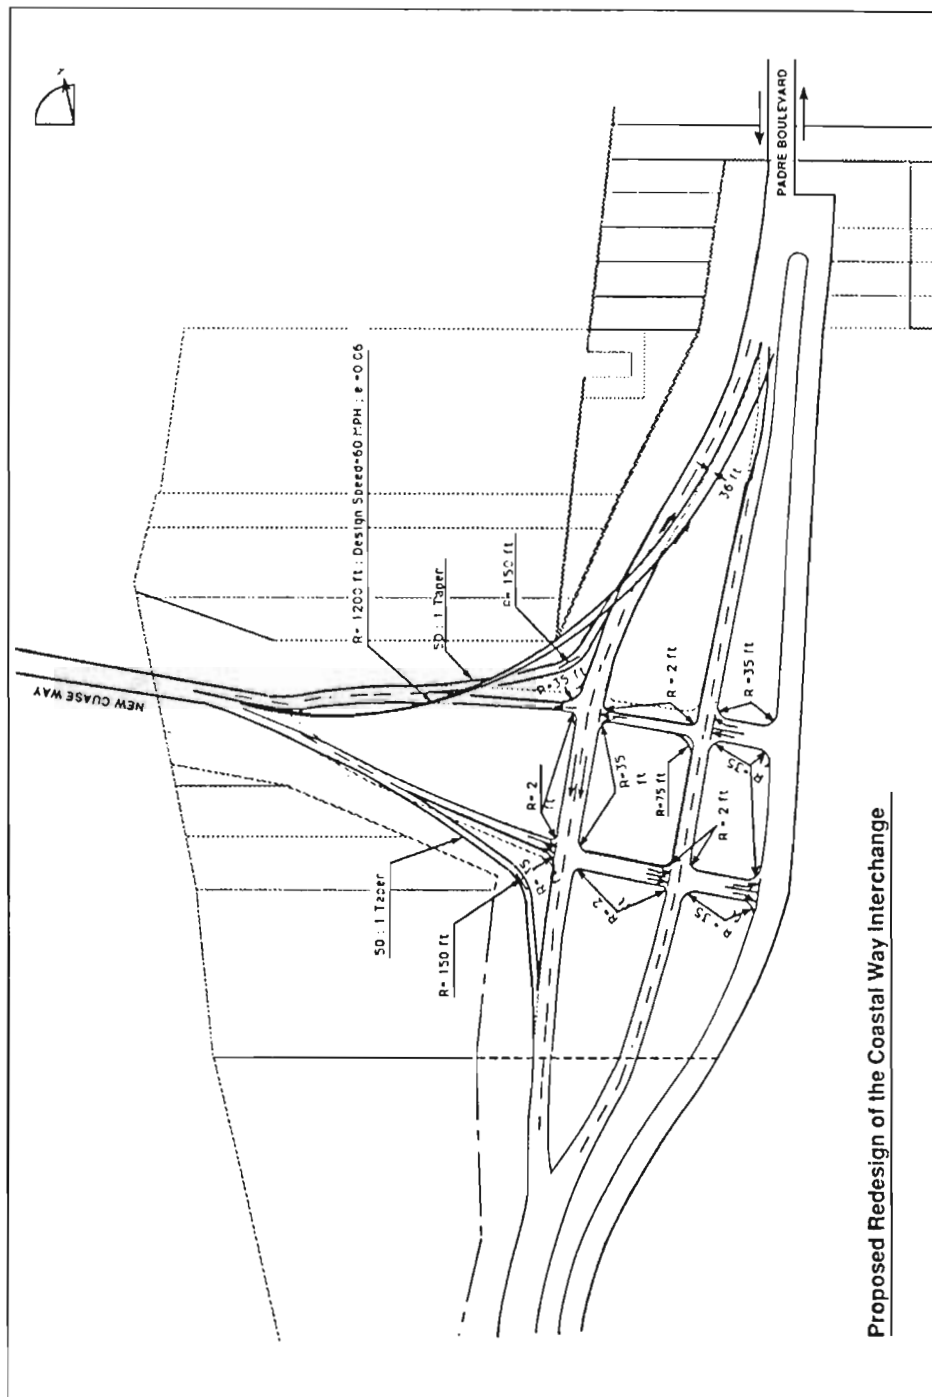 PADRE BOULEVARD
NEW CUASE WAY
R= 1200 ft ; Design Speed=60 MPH ; e =0.06
50 : 1 Taper
R= 150 ft
R=35 ft
36 ft
R = 2 ft
R =35 ft
R= 2
ft
R=35
ft
R=75 ft
R =35
R = 2 ft
R=2
R = 35
50 : 1 Taper
R= 150 ft
Proposed Redesign of the Coastal Way Interchange